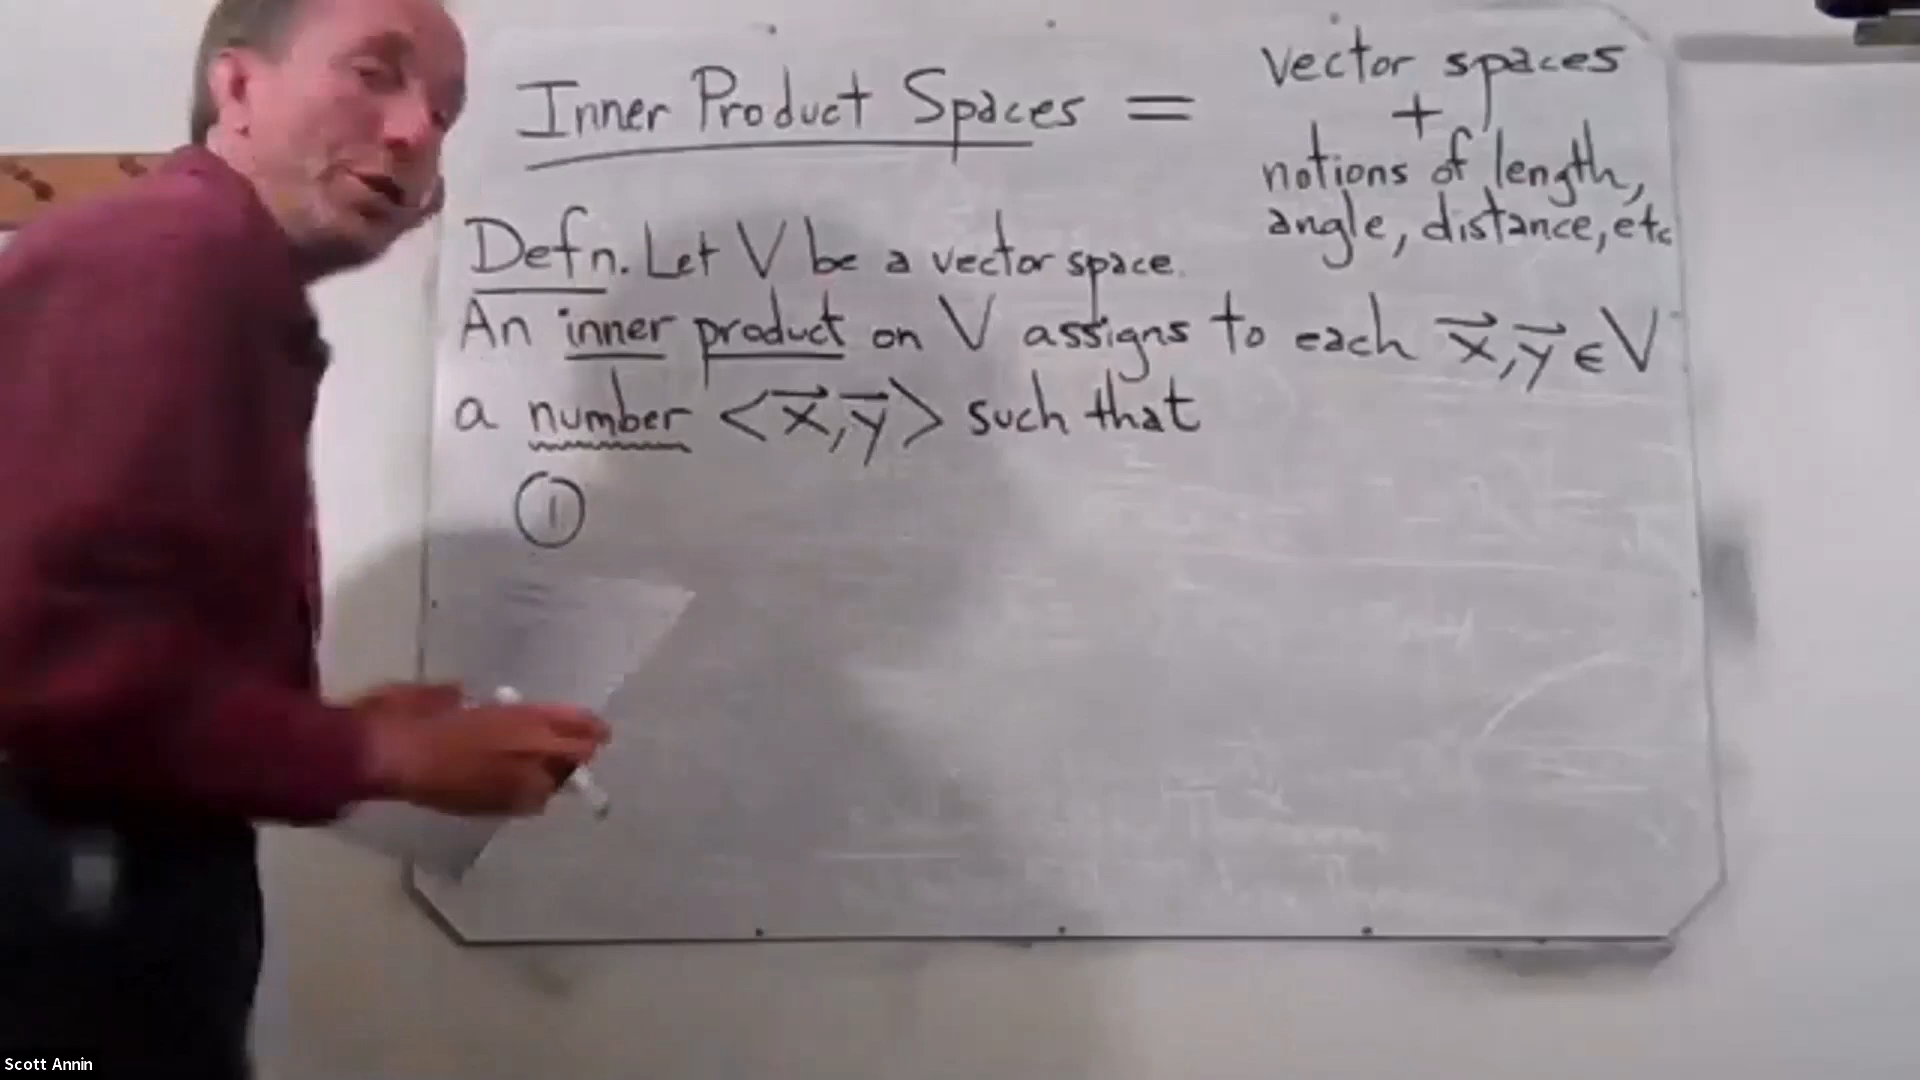 Inner Product Spaces =
vector spaces
+
notions of length,
angle, distance, etc
Defn. Let V be a vector space.
An inner product on V assigns to each x⃗, y⃗ ∈ V
a number <x⃗, y⃗> such that
①
Scott Annin